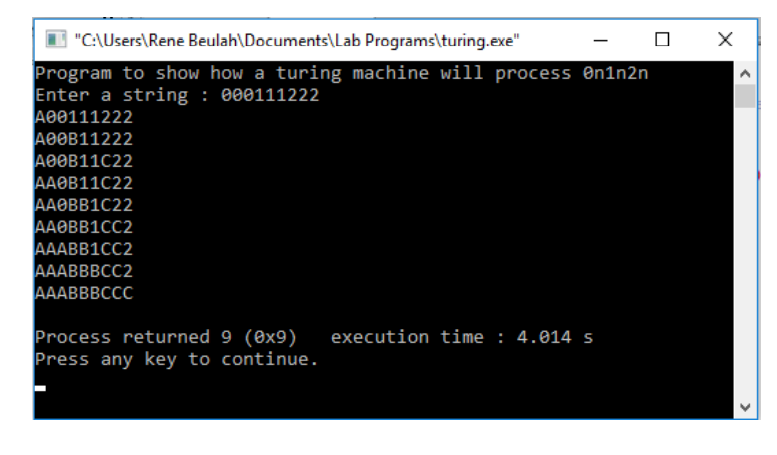 "C:\Users\Rene Beulah\Documents\Lab Programs\turing.exe"
Program to show how a turing machine will process 0n1n2n
Enter a string : 000111222
A00111222
A00B11222
A00B11C22
AA0B11C22
AA0BB1C22
AA0BB1CC2
AAABB1CC2
AAABBBCC2
AAABBBCCC
Process returned 9 (0x9)   execution time : 4.014 s
Press any key to continue.